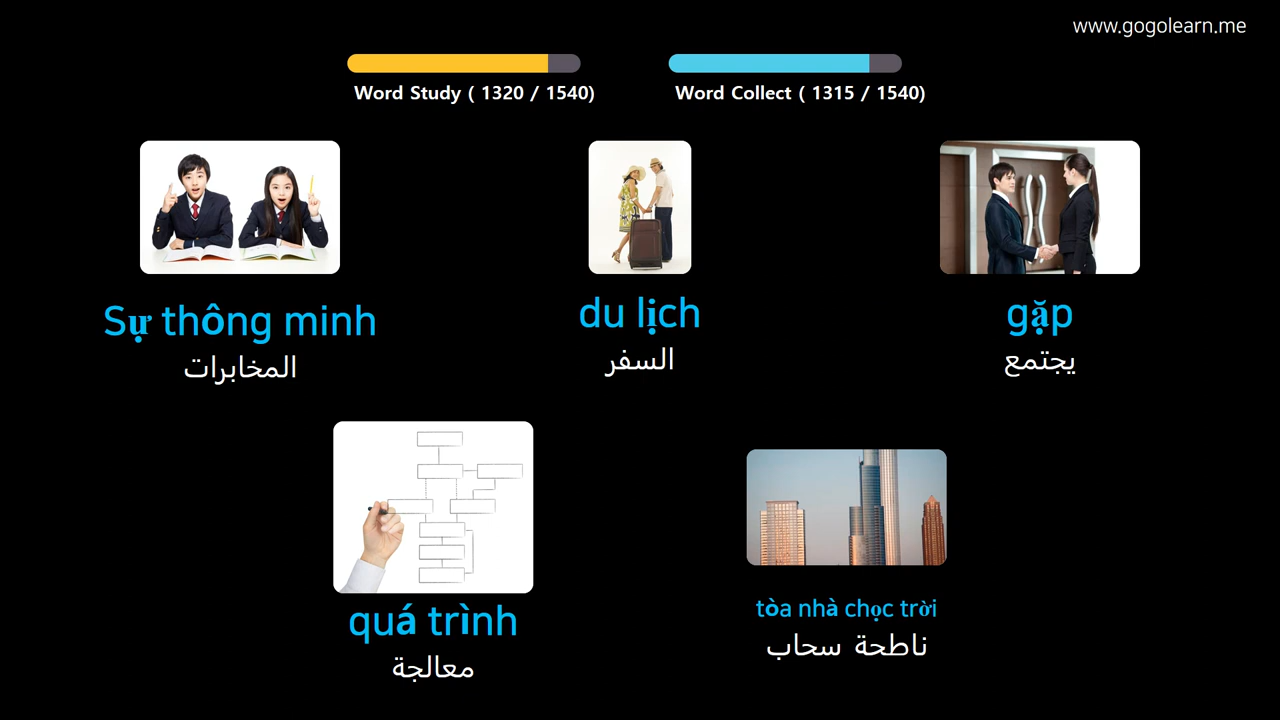 www.gogolearn.me
Word Study ( 1320 / 1540)
Word Collect ( 1315 / 1540)
Sự thông minh
المخابرات
du lịch
السفر
gặp
يجتمع
quá trình
معالجة
tòa nhà chọc trời
ناطحة سحاب